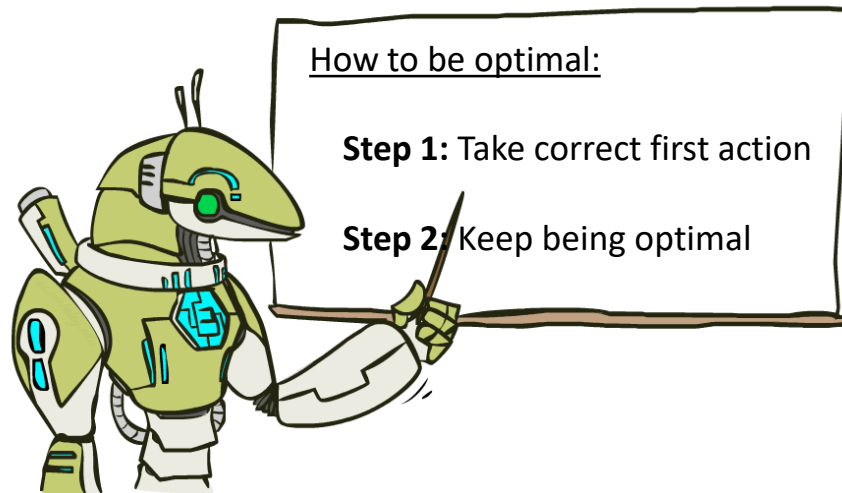 How to be optimal:
Step 1: Take correct first action
Step 2: Keep being optimal